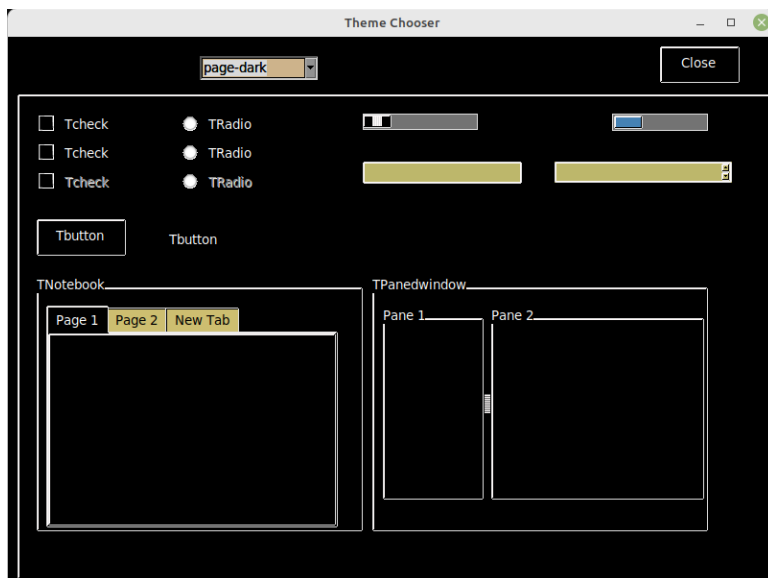 Theme Chooser
page-dark
Close
Tcheck TRadio
Tcheck TRadio
Tcheck TRadio
Tbutton Tbutton
TNotebook TPanedwindow
Page 1 Page 2 New Tab Pane 1 Pane 2